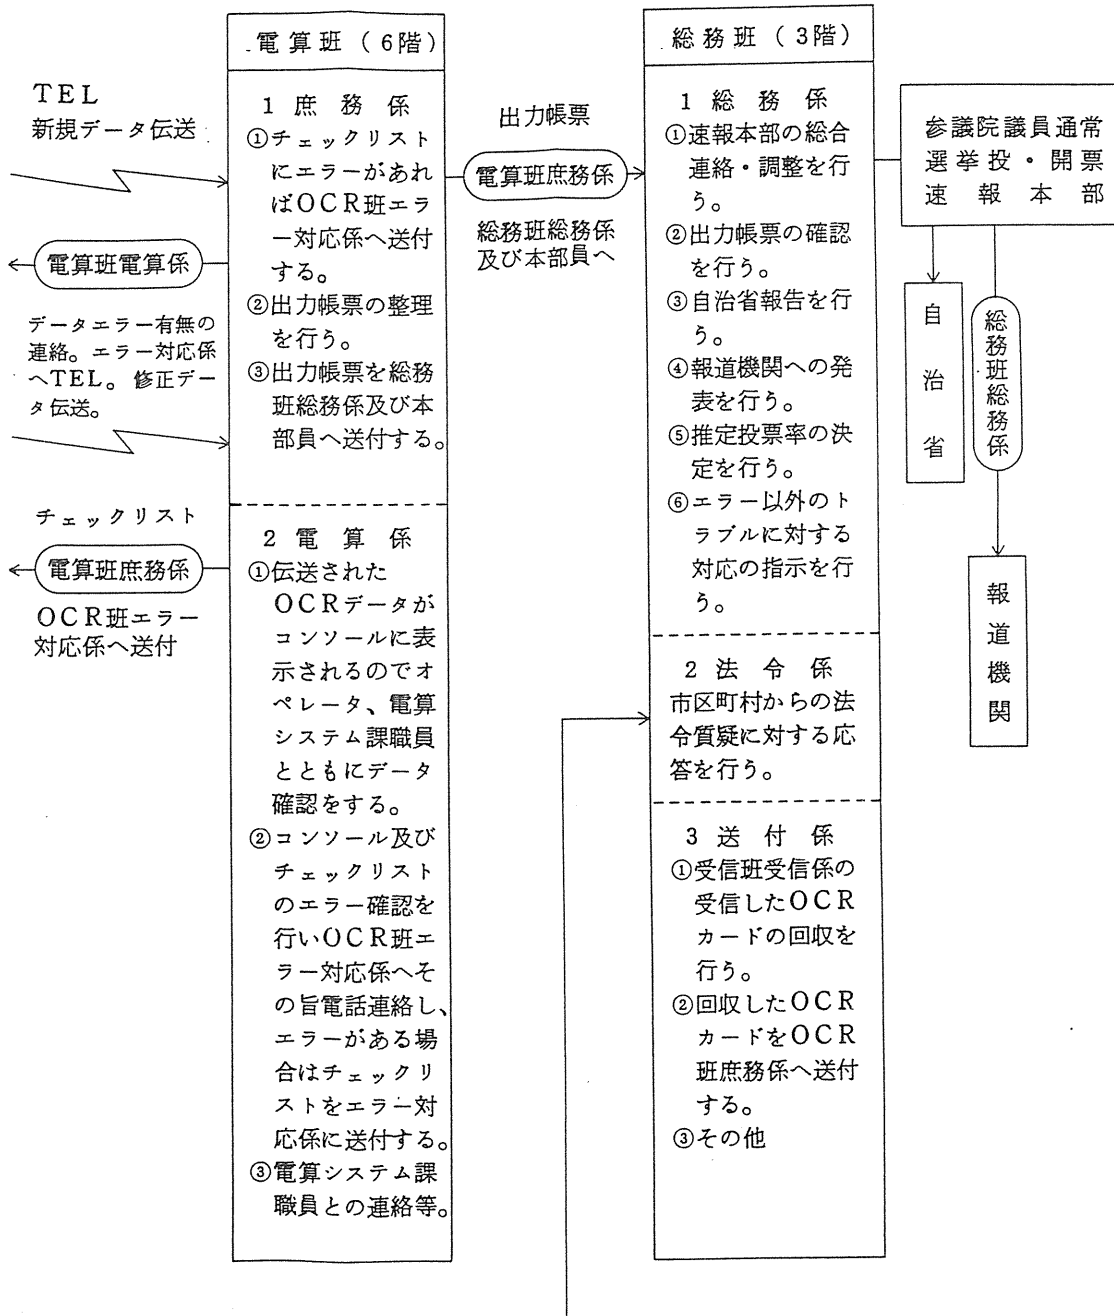 TEL
新規データ伝送
電算班電算係
データエラー有無の
連絡。エラー対応係
へTEL。修正デー
タ伝送。
チェックリスト
電算班庶務係
OCR班エラー
対応係へ送付
電算班(6階)
1 庶務係
①チェックリスト
にエラーがあれ
ばOCR班エラ
ー対応係へ送付
する。
②出力帳票の整理
を行う。
③出力帳票を総務
班総務係及び本
部員へ送付する。
2 電算係
①伝送された
OCRデータが
コンソールに表
示されるのでオ
ペレータ、電算
システム課職員
とともにデータ
確認をする。
②コンソール及び
チェックリスト
のエラー確認を
行いOCR班エ
ラー対応係へそ
の旨電話連絡し、
エラーがある場
合はチェックリ
ストをエラー対
応係に送付する。
③電算システム課
職員との連絡等。
出力帳票
電算班庶務係
総務班総務係
及び本部員へ
総務班(3階)
1 総務係
①速報本部の総合
連絡・調整を行
う。
②出力帳票の確認
を行う。
③自治省報告を行
う。
④報道機関への発
表を行う。
⑤推定投票率の決
定を行う。
⑥エラー以外のト
ラブルに対する
対応の指示を行
う。
2 法令係
市区町村からの法
令質疑に対する応
答を行う。
3 送付係
①受信班受信係の
受信したOCR
カードの回収を
行う。
②回収したOCR
カードをOCR
班庶務係へ送付
する。
③その他
参議院議員通常
選挙投・開票
速報本部
自治省
総務班総務係
報道機関